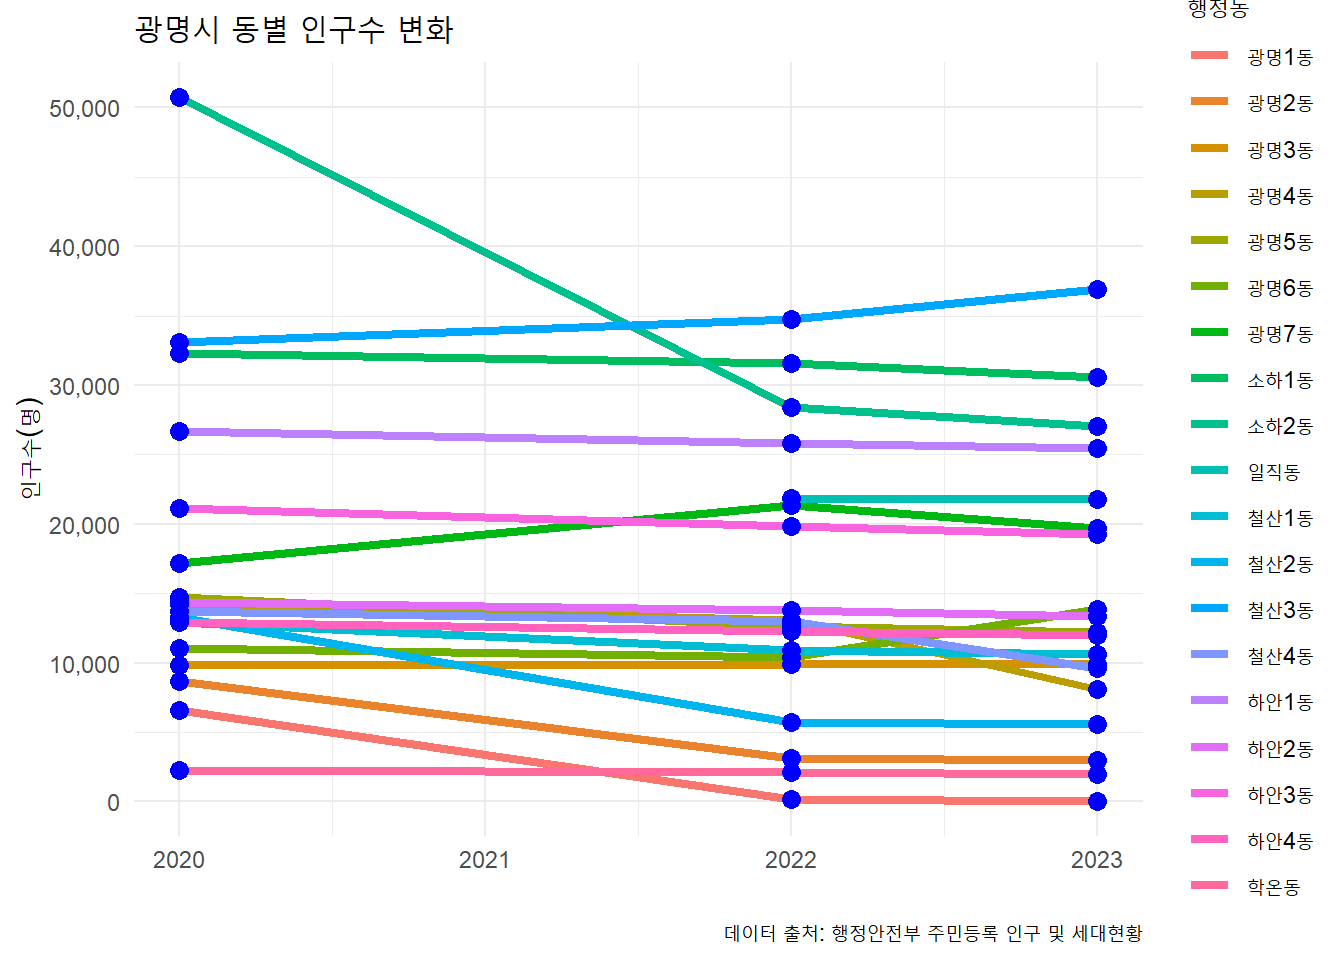 광명시 동별 인구수 변화
인구수(명)
50,000
40,000
30,000
20,000
10,000
0
2020
2021
2022
2023
행정동
광명1동
광명2동
광명3동
광명4동
광명5동
광명6동
광명7동
소하1동
소하2동
일직동
철산1동
철산2동
철산3동
철산4동
하안1동
하안2동
하안3동
하안4동
학온동
데이터 출처: 행정안전부 주민등록 인구 및 세대현황